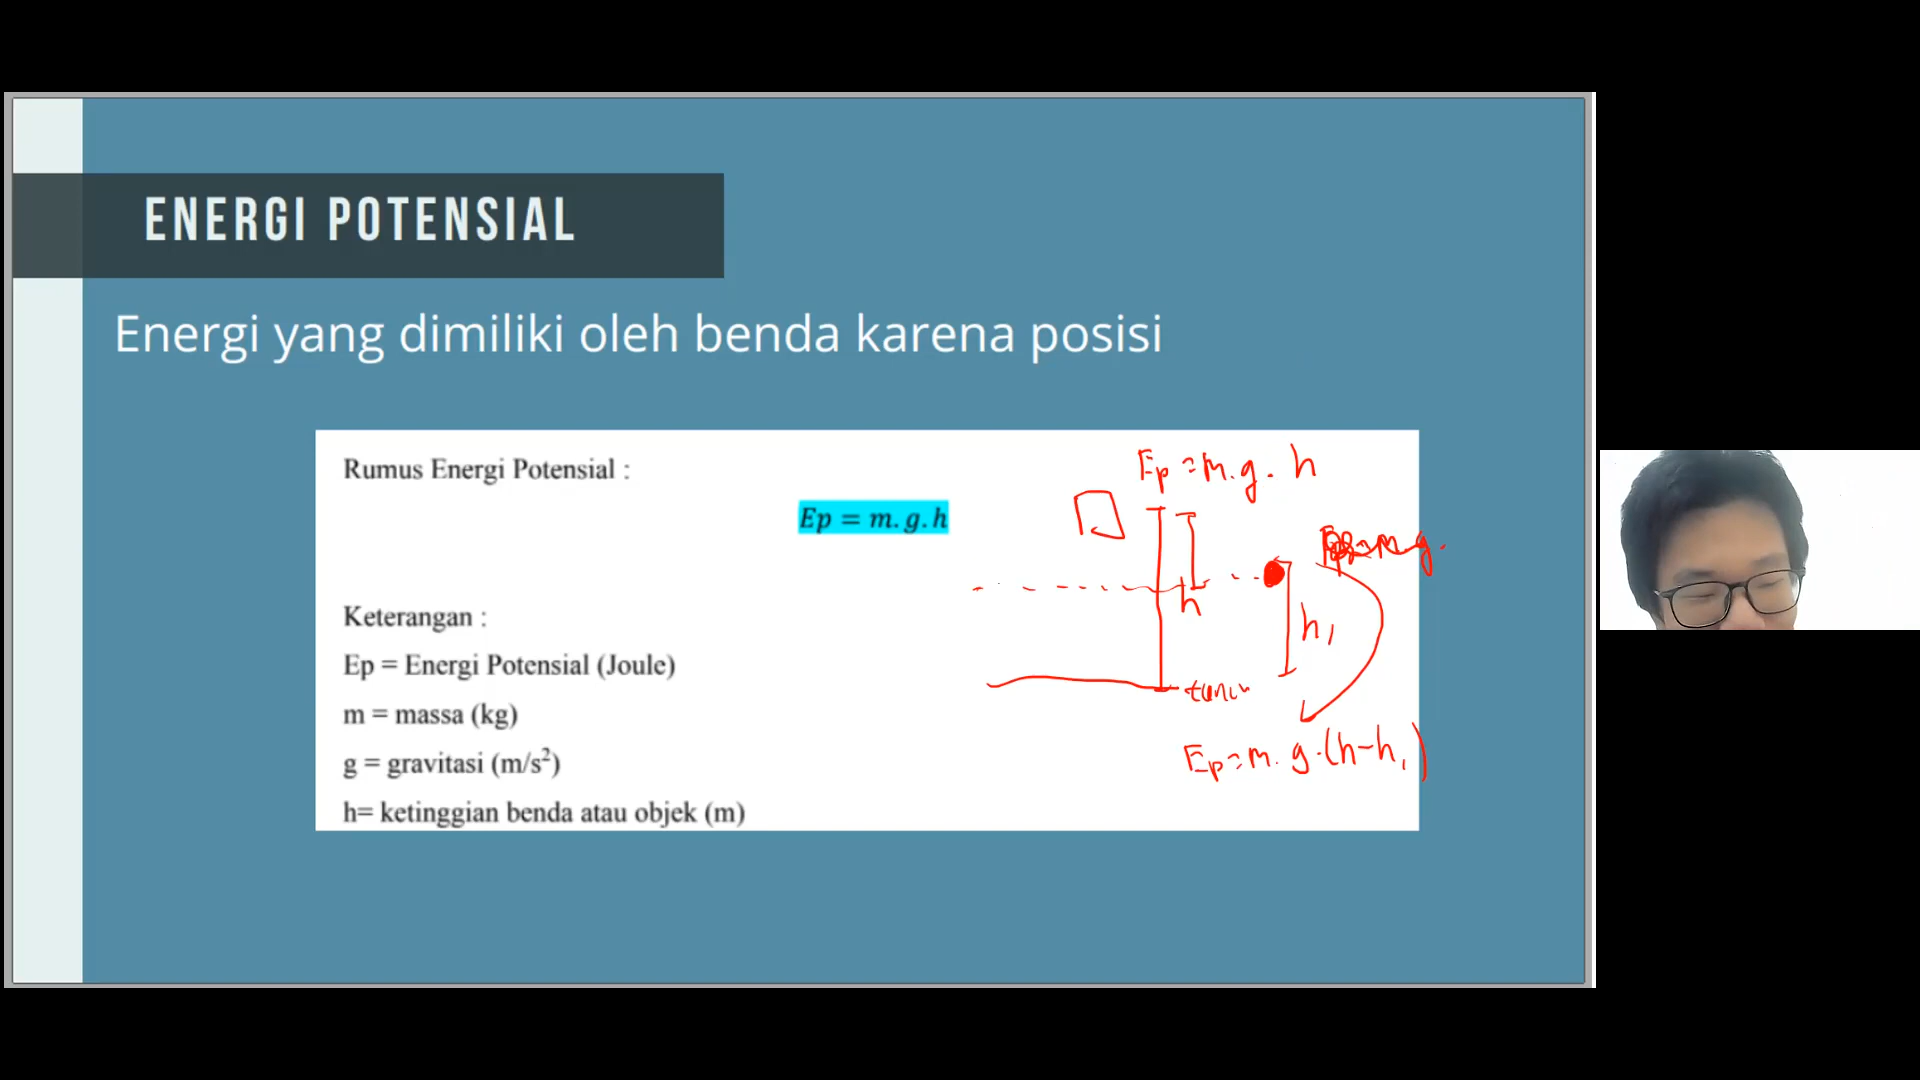 ENERGI POTENSIAL
Energi yang dimiliki oleh benda karena posisi
Rumus Energi Potensial :
Ep = m. g. h
Keterangan :
Ep = Energi Potensial (Joule)
m = massa (kg)
g = gravitasi (m/s²)
h= ketinggian benda atau objek (m)
Ep = m. g. h
m g.
h
h₁
Ep = m. g. (h-h₁)